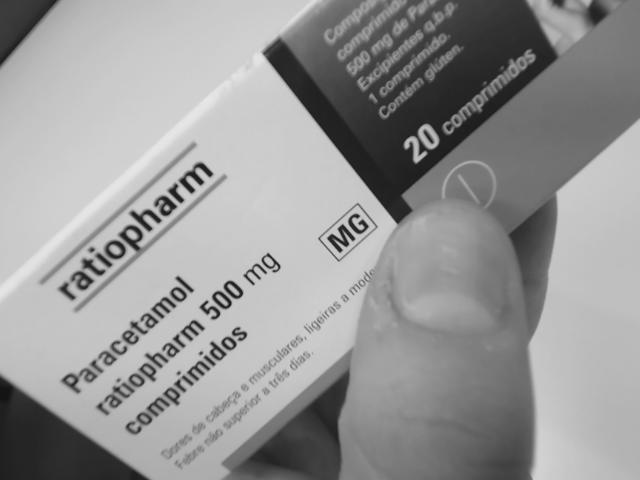 ratiopharm
Paracetamol
ratiopharm 500 mg
comprimidos
MG
Dores de cabeça e musculares, ligeiras a mode
Febre não superior a três dias.
comprimido
500 mg de Para
Excipientes q.b.p.
1 comprimido.
Contém glúten.
20 comprimidos